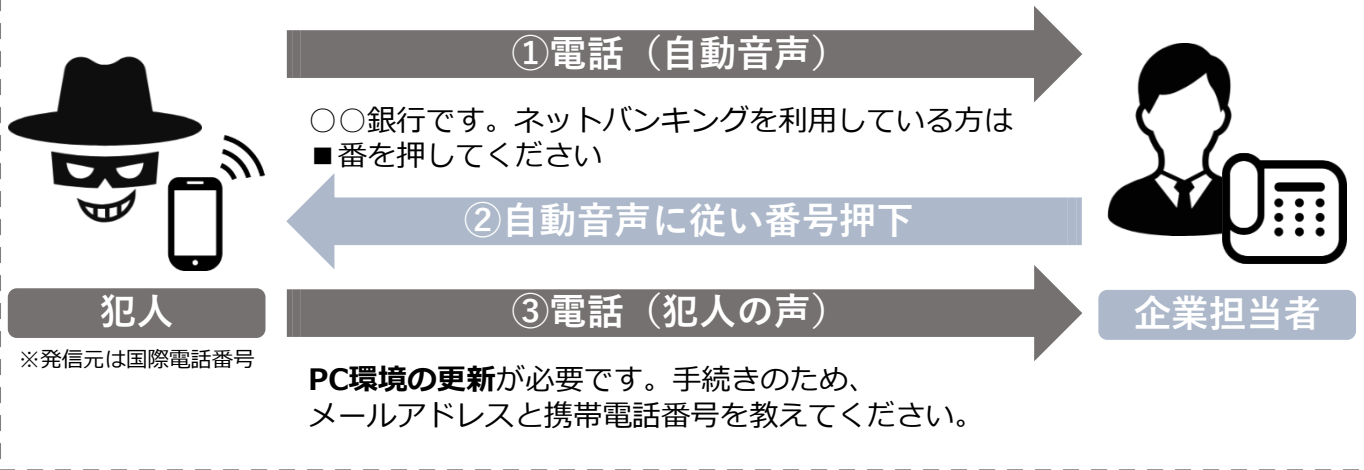 ①電話（自動音声）
○○銀行です。ネットバンキングを利用している方は
■番を押してください
②自動音声に従い番号押下
犯人
③電話（犯人の声）
企業担当者
※発信元は国際電話番号
PC環境の更新が必要です。手続きのため、
メールアドレスと携帯電話番号を教えてください。